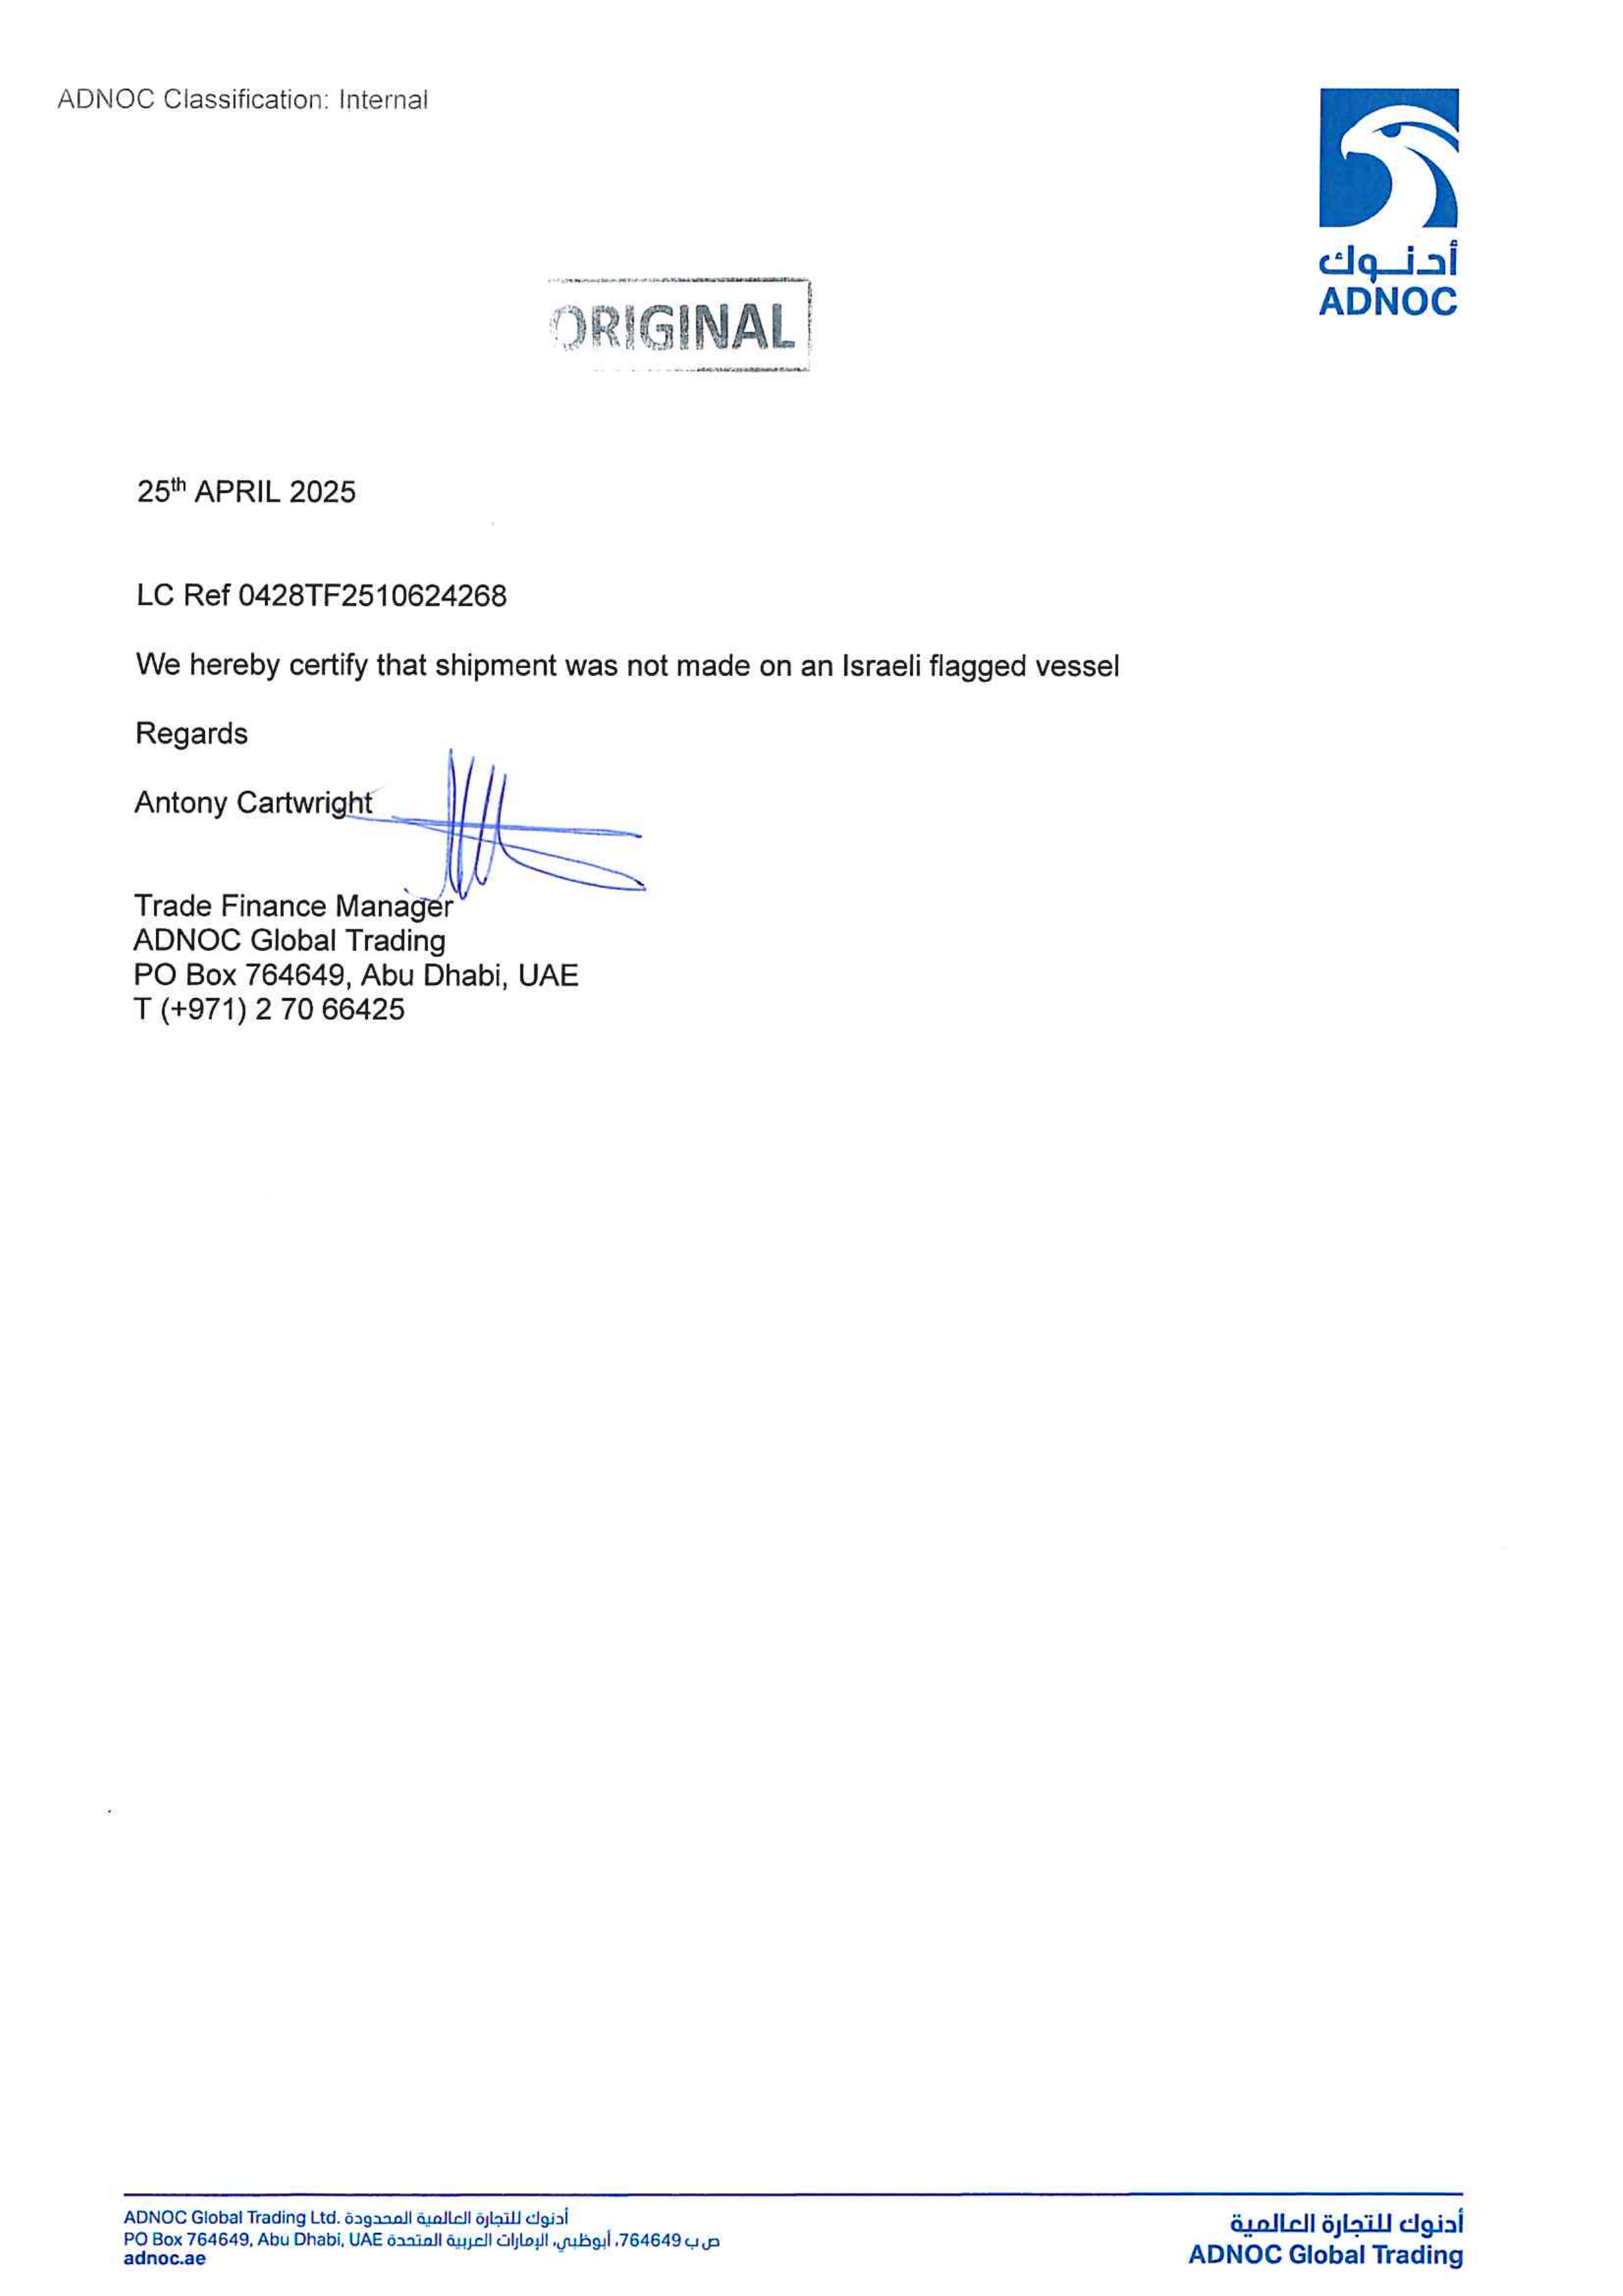 ADNOC Classification: Internal
أدنوك
ADNOC
ORIGINAL
25th APRIL 2025
LC Ref 0428TF2510624268
We hereby certify that shipment was not made on an Israeli flagged vessel
Regards
Antony Cartwright
Trade Finance Manager
ADNOC Global Trading
PO Box 764649, Abu Dhabi, UAE
T (+971) 2 70 66425
ADNOC Global Trading Ltd. أدنوك للتجارة العالمية المحدودة
PO Box 764649, Abu Dhabi, UAE ص ب 764649، أبوظبي، الإمارات العربية المتحدة
adnoc.ae
أدنوك للتجارة العالمية
ADNOC Global Trading